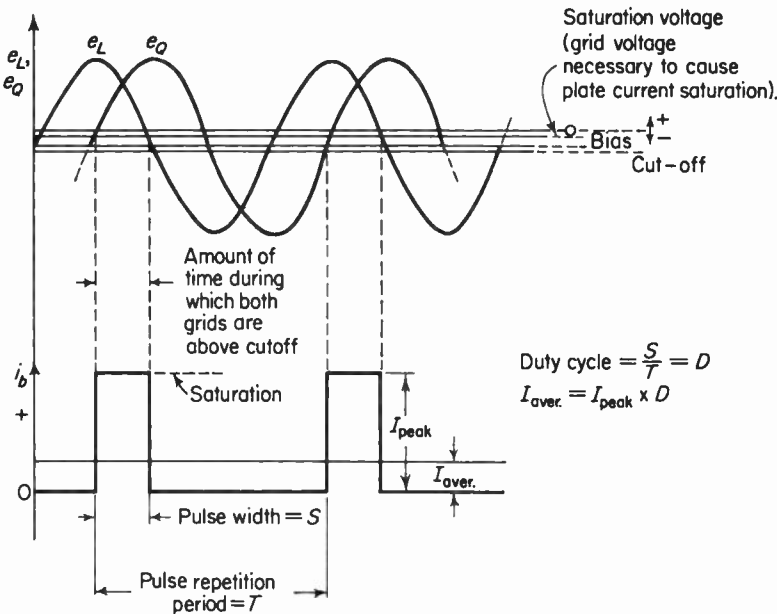 Saturation voltage
(grid voltage
necessary to cause
plate current saturation).
e_L,
e_Q
e_L
e_Q
+
0
−
Bias
Cut-off
Amount of
time during
which both
grids are
above cutoff
i_b
+
Saturation
Duty cycle = S/T = D
I_aver. = I_peak x D
I_peak
I_aver.
0
Pulse width = S
Pulse repetition
period = T